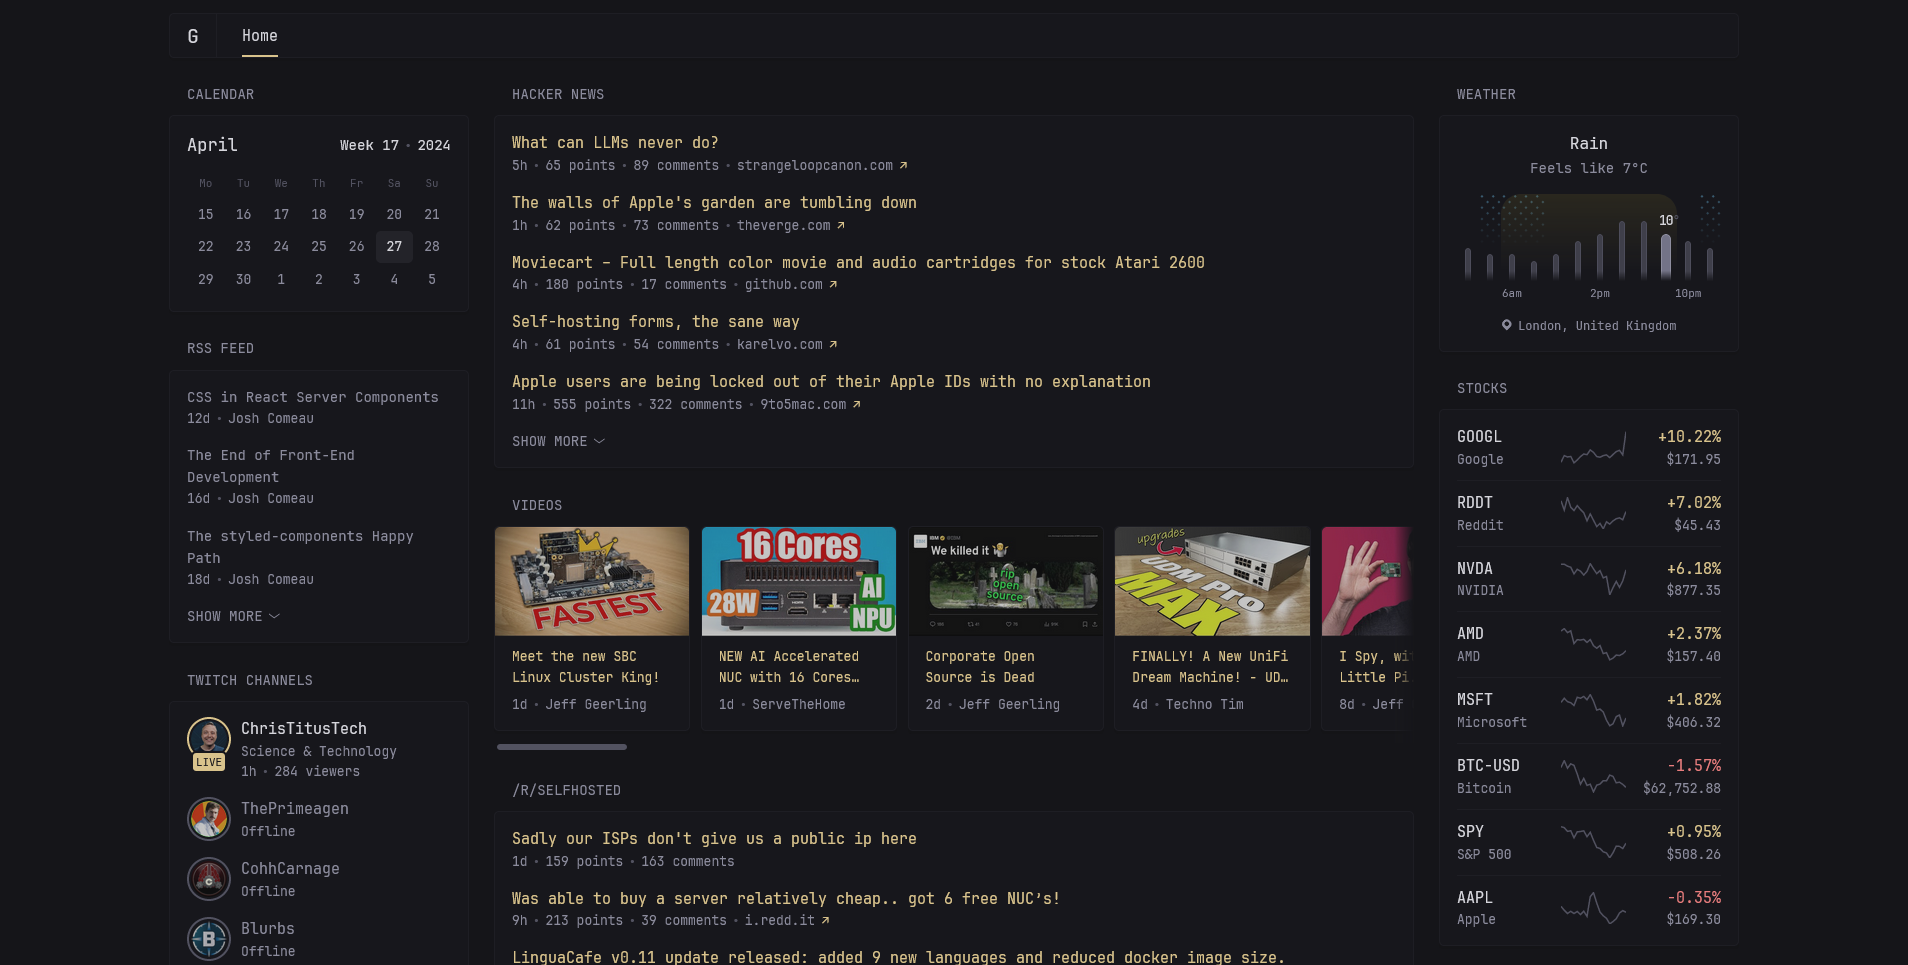 G
Home
CALENDAR
April
Week 17 • 2024
Mo Tu We Th Fr Sa Su
15 16 17 18 19 20 21
22 23 24 25 26 27 28
29 30 1 2 3 4 5
RSS FEED
CSS in React Server Components
12d • Josh Comeau
The End of Front-End
Development
16d • Josh Comeau
The styled-components Happy
Path
18d • Josh Comeau
SHOW MORE
TWITCH CHANNELS
LIVE
ChrisTitusTech
Science & Technology
1h • 284 viewers
ThePrimeagen
Offline
CohhCarnage
Offline
B
Blurbs
Offline
HACKER NEWS
What can LLMs never do?
5h • 65 points • 89 comments • strangeloopcanon.com ↗
The walls of Apple's garden are tumbling down
1h • 62 points • 73 comments • theverge.com ↗
Moviecart – Full length color movie and audio cartridges for stock Atari 2600
4h • 180 points • 17 comments • github.com ↗
Self-hosting forms, the sane way
4h • 61 points • 54 comments • karelvo.com ↗
Apple users are being locked out of their Apple IDs with no explanation
11h • 555 points • 322 comments • 9to5mac.com ↗
SHOW MORE
VIDEOS
FASTEST
Meet the new SBC
Linux Cluster King!
1d • Jeff Geerling
16 Cores
28W
AI
NPU
NEW AI Accelerated
NUC with 16 Cores…
1d • ServeTheHome
We killed it
rip
open
source
Corporate Open
Source is Dead
2d • Jeff Geerling
upgrades
UDM PRO
MAX
FINALLY! A New UniFi
Dream Machine! - UD…
4d • Techno Tim
I Spy, wit
Little Pi
8d • Jeff
/R/SELFHOSTED
Sadly our ISPs don't give us a public ip here
1d • 159 points • 163 comments
Was able to buy a server relatively cheap.. got 6 free NUC’s!
9h • 213 points • 39 comments • i.redd.it ↗
LinguaCafe v0.11 update released: added 9 new languages and reduced docker image size.
WEATHER
Rain
Feels like 7°C
10°
6am 2pm 10pm
London, United Kingdom
STOCKS
GOOGL +10.22%
Google $171.95
RDDT +7.02%
Reddit $45.43
NVDA +6.18%
NVIDIA $877.35
AMD +2.37%
AMD $157.40
MSFT +1.82%
Microsoft $406.32
BTC-USD -1.57%
Bitcoin $62,752.88
SPY +0.95%
S&P 500 $508.26
AAPL -0.35%
Apple $169.30